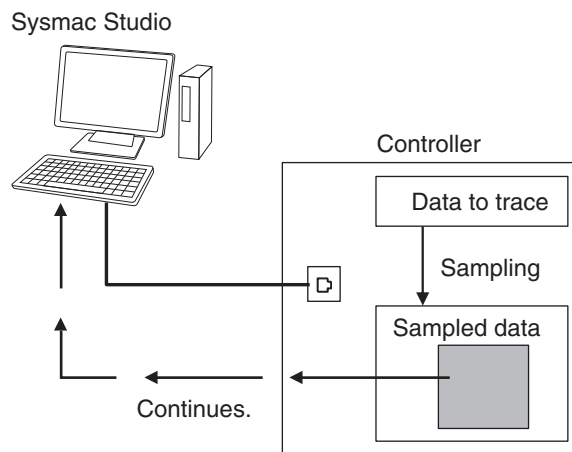 Sysmac Studio
Controller
Data to trace
Sampling
Sampled data
Continues.